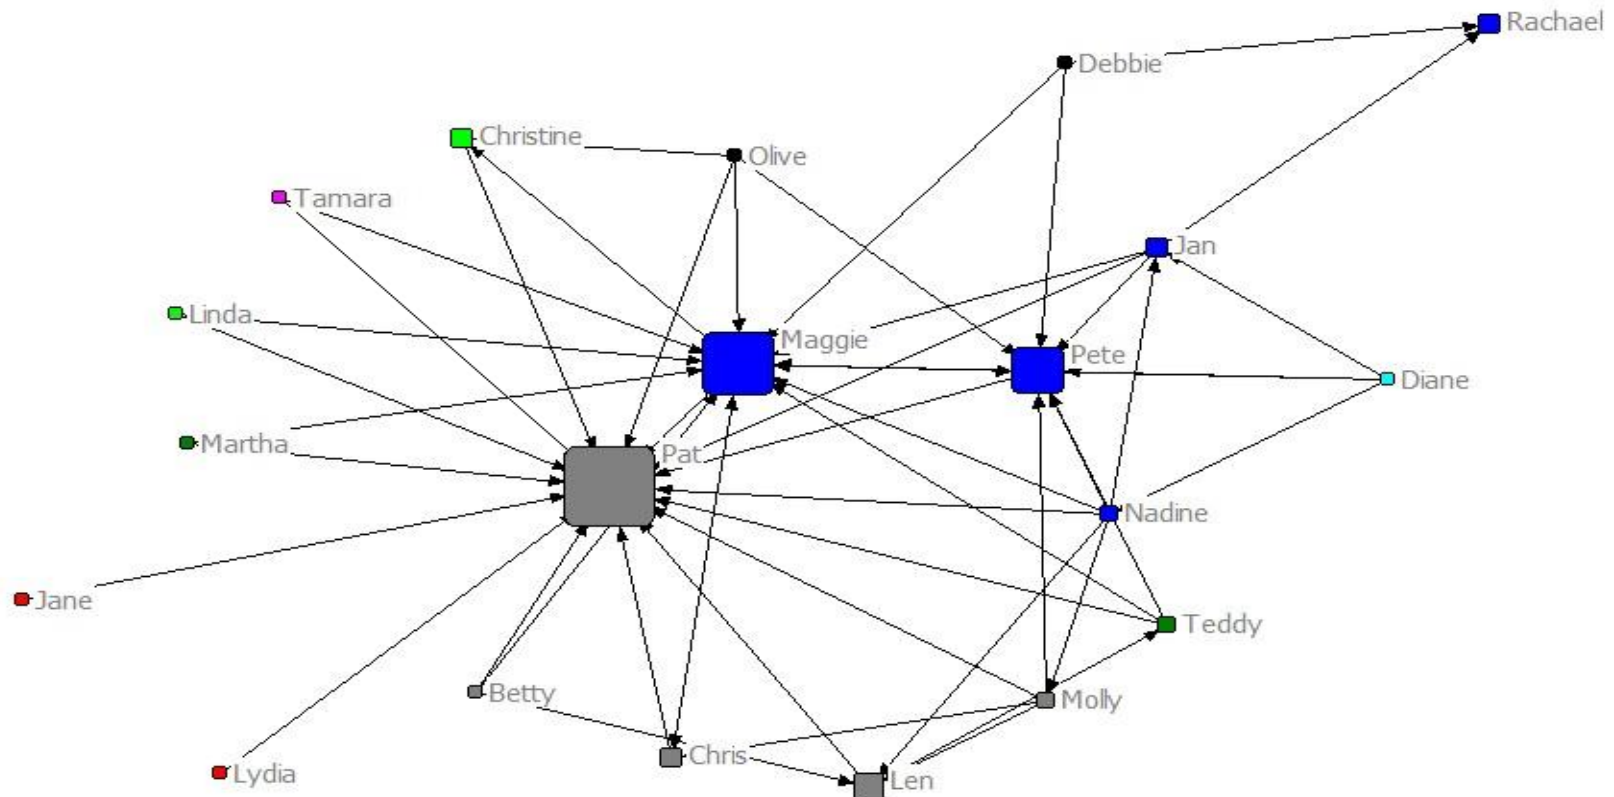 Rachael
Debbie
Christine
Olive
Tamara
Jan
Linda
Maggie
Pete
Diane
Martha
Pat
Nadine
Jane
Teddy
Betty
Molly
Chris
Lydia
Len